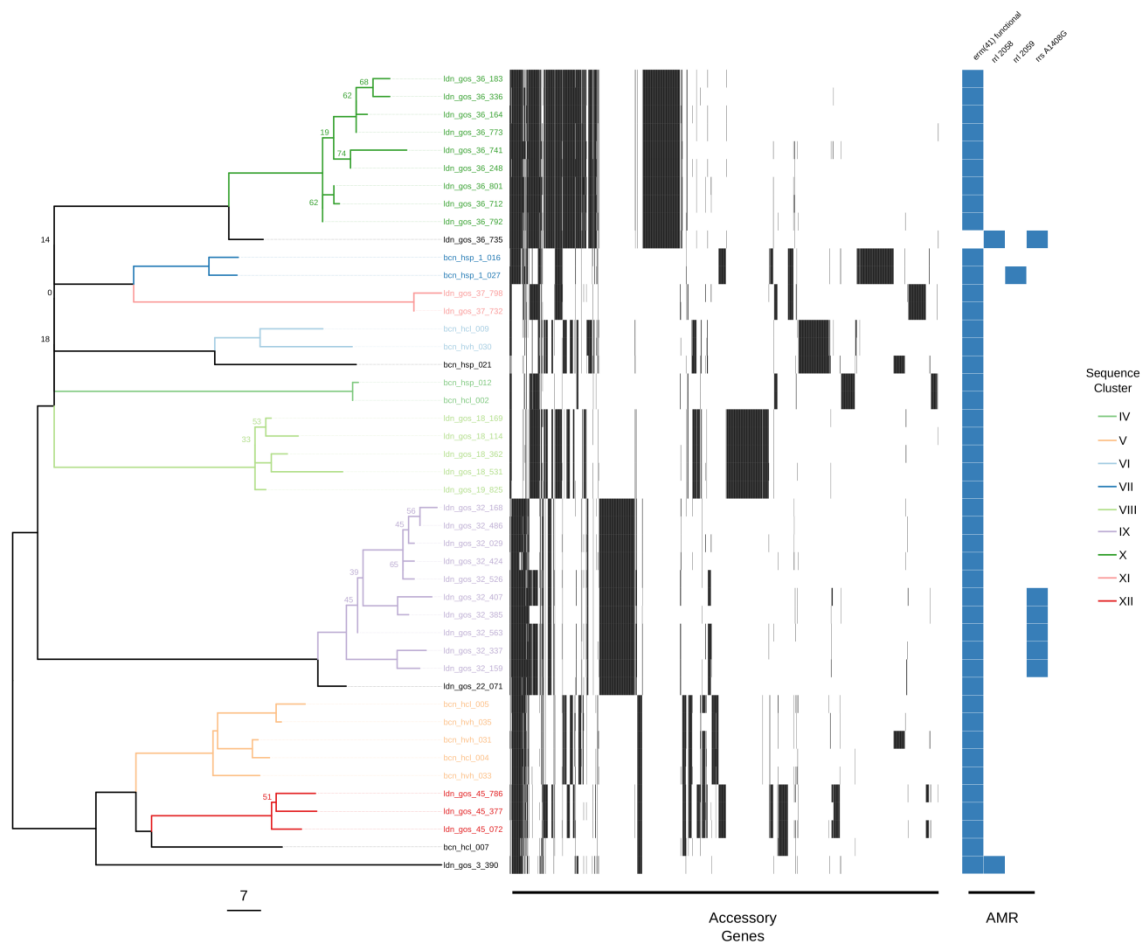 erm(41) functional
rrl 2058
rrl 2059
rrs A1408G
ldn_gos_36_183
68
ldn_gos_36_336
62
ldn_gos_36_164
19
ldn_gos_36_773
ldn_gos_36_741
74
ldn_gos_36_248
ldn_gos_36_801
62
ldn_gos_36_712
ldn_gos_36_792
14
ldn_gos_36_735
bcn_hsp_1_016
bcn_hsp_1_027
0
ldn_gos_37_798
ldn_gos_37_732
bcn_hcl_009
18
bcn_hvh_030
bcn_hsp_021
bcn_hsp_012
bcn_hcl_002
ldn_gos_18_169
53
ldn_gos_18_114
33
ldn_gos_18_362
ldn_gos_18_531
ldn_gos_19_825
ldn_gos_32_168
56
ldn_gos_32_486
45
ldn_gos_32_029
ldn_gos_32_424
65
39
ldn_gos_32_526
ldn_gos_32_407
45
ldn_gos_32_385
ldn_gos_32_563
ldn_gos_32_337
ldn_gos_32_159
ldn_gos_22_071
bcn_hcl_005
bcn_hvh_035
bcn_hvh_031
bcn_hcl_004
bcn_hvh_033
ldn_gos_45_786
51
ldn_gos_45_377
ldn_gos_45_072
bcn_hcl_007
ldn_gos_3_390
7
Accessory
Genes
AMR
Sequence
Cluster
IV
V
VI
VII
VIII
IX
X
XI
XII